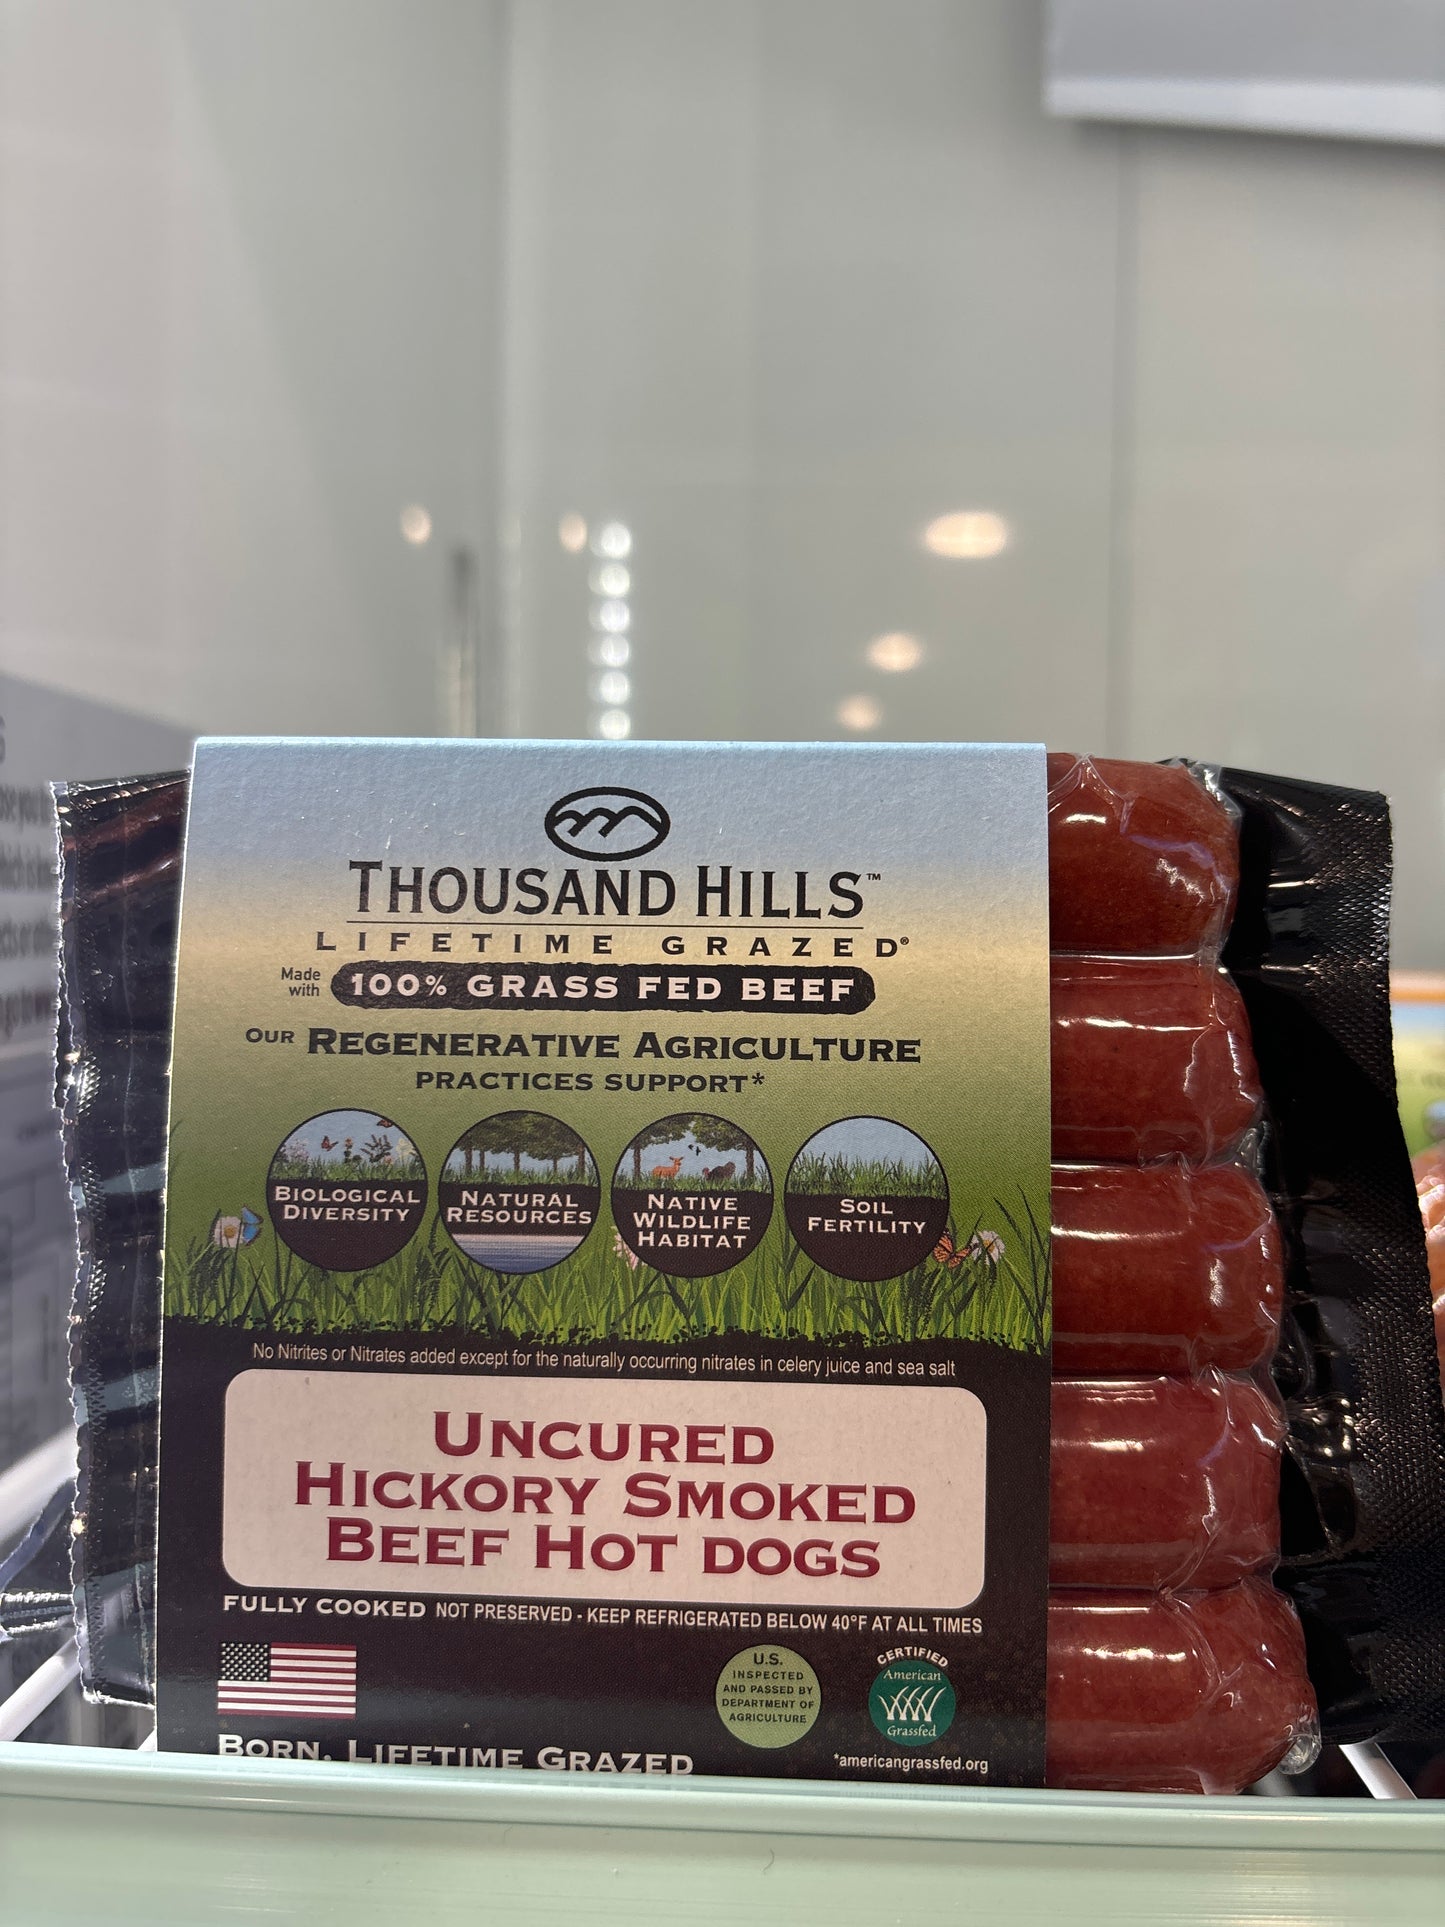 THOUSAND HILLS™
LIFETIME GRAZED®
Made
with
100% GRASS FED BEEF
OUR REGENERATIVE AGRICULTURE
PRACTICES SUPPORT*
BIOLOGICAL
DIVERSITY
NATURAL
RESOURCES
NATIVE
WILDLIFE
HABITAT
SOIL
FERTILITY
No Nitrites or Nitrates added except for the naturally occurring nitrates in celery juice and sea salt
UNCURED
HICKORY SMOKED
BEEF HOT DOGS
FULLY COOKED NOT PRESERVED - KEEP REFRIGERATED BELOW 40°F AT ALL TIMES
U.S.
INSPECTED
AND PASSED BY
DEPARTMENT OF
AGRICULTURE
CERTIFIED
American
Grassfed
*americangrassfed.org
BORN, LIFETIME GRAZED